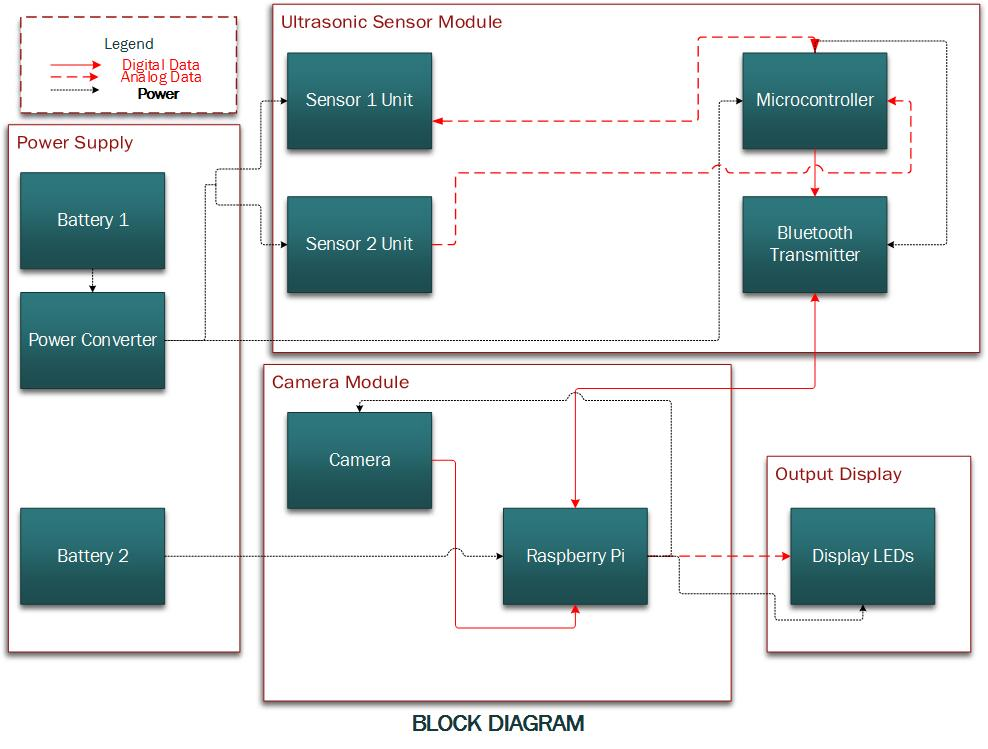 Legend
Digital Data
Analog Data
Power
Ultrasonic Sensor Module
Sensor 1 Unit
Microcontroller
Power Supply
Battery 1
Sensor 2 Unit
Bluetooth
Transmitter
Power Converter
Camera Module
Camera
Output Display
Battery 2
Raspberry Pi
Display LEDs
BLOCK DIAGRAM